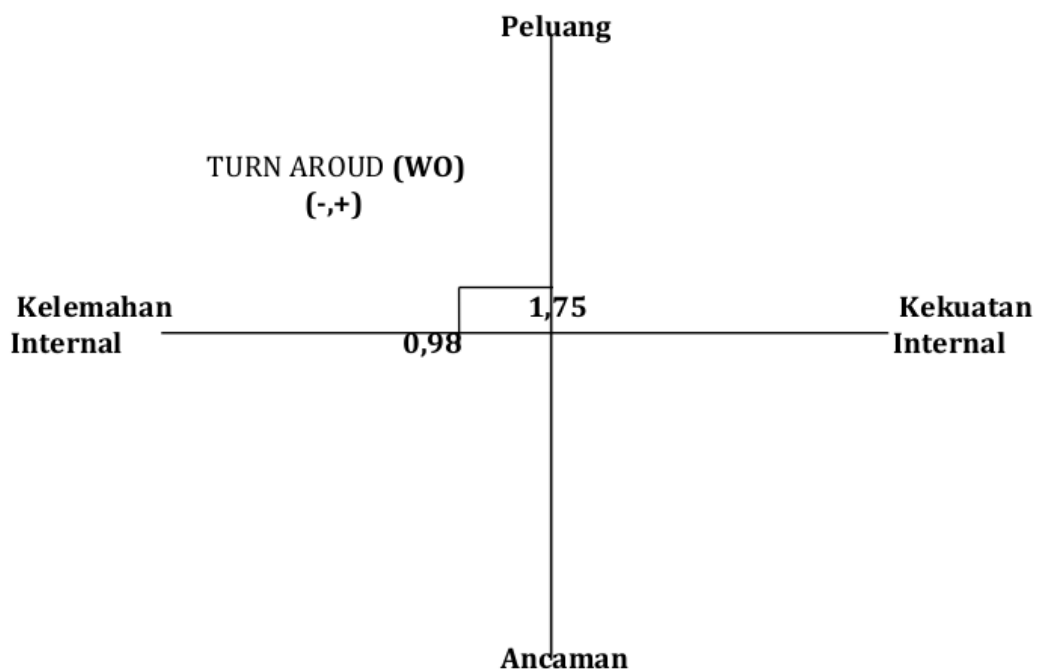 Peluang
TURN AROUD (WO)
(-,+)
Kelemahan
Internal
1,75
0,98
Kekuatan
Internal
Ancaman